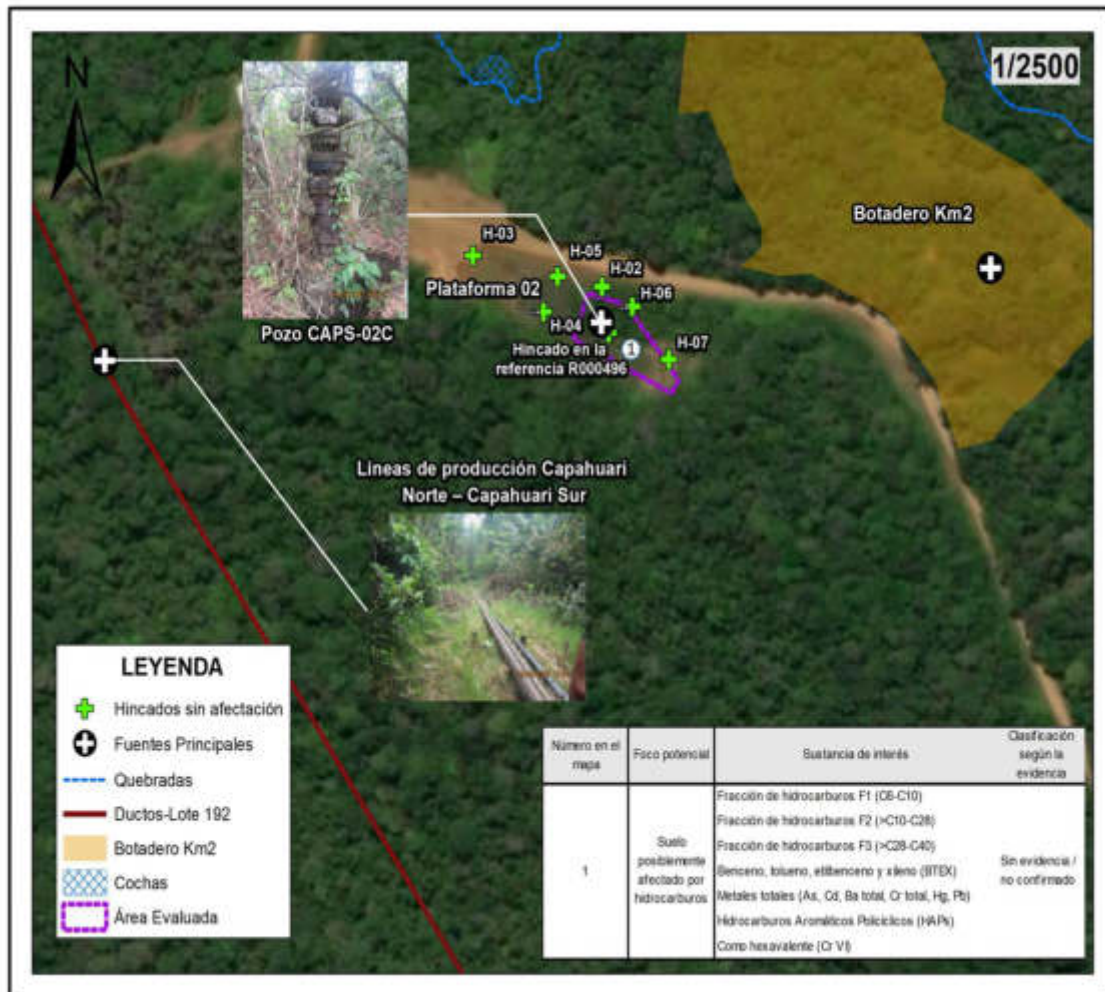 N
1/2500
Botadero Km2
H-03
H-05
H-02
Plataforma 02
H-06
H-04
H-07
Pozo CAPS-02C
Hincado en la
referencia R000496
1
Líneas de producción Capahuari
Norte – Capahuari Sur
LEYENDA
Hincados sin afectación
Fuentes Principales
Quebradas
Ductos-Lote 192
Botadero Km2
Cochas
Área Evaluada
Número en el
mapa
Foco potencial
Sustancia de interés
Clasificación
según la
evidencia
1
Suelo
posiblemente
afectado por
hidrocarburos
Fracción de hidrocarburos F1 (C6-C10)
Fracción de hidrocarburos F2 (>C10-C28)
Fracción de hidrocarburos F3 (>C28-C40)
Benceno, tolueno, etilbenceno y xileno (BTEX)
Metales totales (As, Cd, Ba total, Cr total, Hg, Pb)
Hidrocarburos Aromáticos Policíclicos (HAPs)
Como hexavalente (Cr VI)
Sin evidencia /
no confirmado